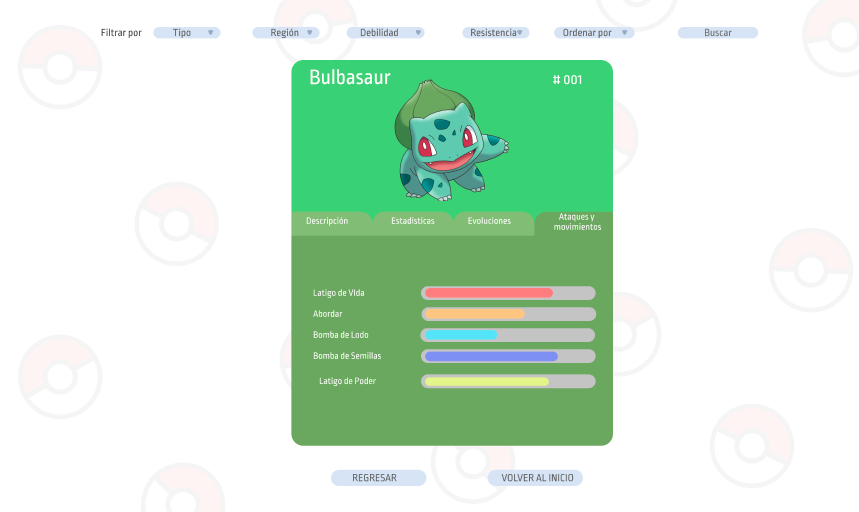 Filtrar por Tipo Región Debilidad Resistencia Ordenar por Buscar
Bulbasaur # 001
Descripción Estadísticas Evoluciones Ataques y
movimientos
Latigo de VIda
Abordar
Bomba de Lodo
Bomba de Semillas
Latigo de Poder
REGRESAR VOLVER AL INICIO